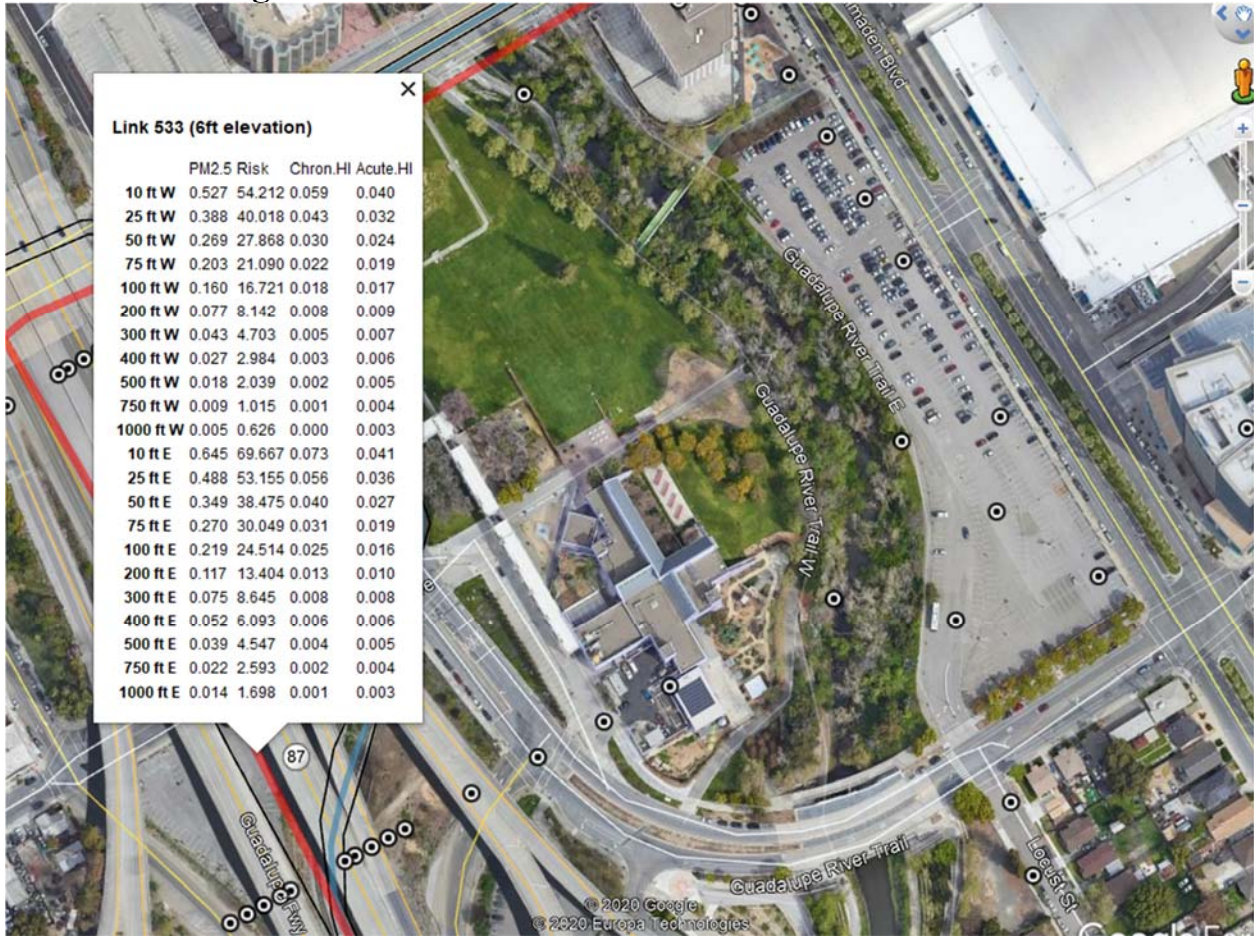 Almaden Blvd
×
Link 533 (6ft elevation)
PM2.5 Risk Chron.HI Acute.HI
10 ft W 0.527 54.212 0.059 0.040
25 ft W 0.388 40.018 0.043 0.032
50 ft W 0.269 27.868 0.030 0.024
75 ft W 0.203 21.090 0.022 0.019
100 ft W 0.160 16.721 0.018 0.017
200 ft W 0.077 8.142 0.008 0.009
300 ft W 0.043 4.703 0.005 0.007
400 ft W 0.027 2.984 0.003 0.006
500 ft W 0.018 2.039 0.002 0.005
750 ft W 0.009 1.015 0.001 0.004
1000 ft W 0.005 0.626 0.000 0.003
10 ft E 0.645 69.667 0.073 0.041
25 ft E 0.488 53.155 0.056 0.036
50 ft E 0.349 38.475 0.040 0.027
75 ft E 0.270 30.049 0.031 0.019
100 ft E 0.219 24.514 0.025 0.016
200 ft E 0.117 13.404 0.013 0.010
300 ft E 0.075 8.645 0.008 0.008
400 ft E 0.052 6.093 0.006 0.006
500 ft E 0.039 4.547 0.004 0.005
750 ft E 0.022 2.593 0.002 0.004
1000 ft E 0.014 1.698 0.001 0.003
Guadalupe River Trail E
Guadalupe River Trail W
87
Guadalupe Fwy
Guadalupe River Trail
Locust St
© 2020 Google
© 2020 Europa Technologies